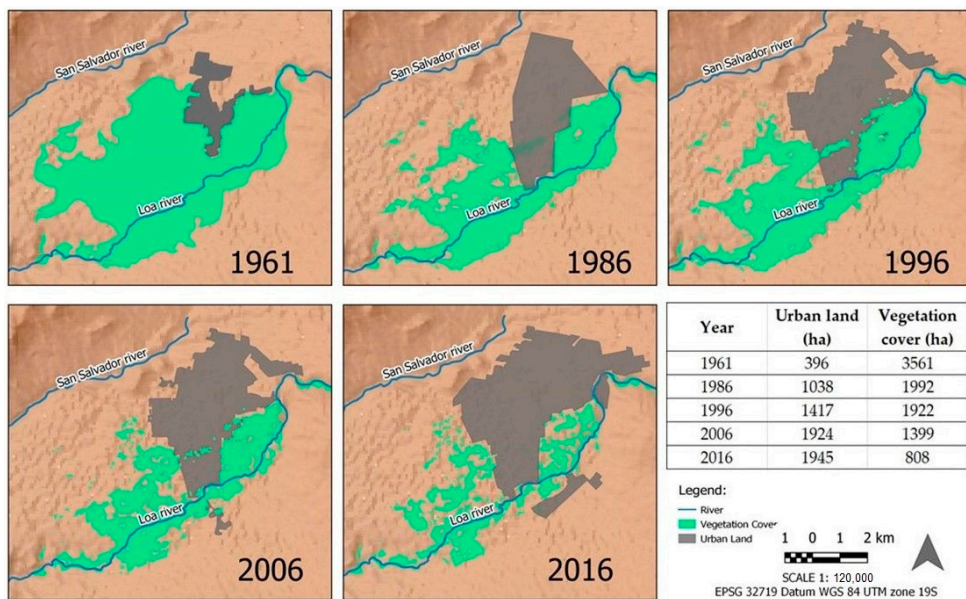 San Salvador river
Loa river
1961
Loa river
1986
San Salvador river
Loa river
1996
San Salvador river
Loa river
2006
San Salvador river
Loa river
2016
Year Urban land (ha) Vegetation cover (ha)
1961 396 3561
1986 1038 1992
1996 1417 1922
2006 1924 1399
2016 1945 808
Legend:
River
Vegetation Cover
Urban Land
1 0 1 2 km
SCALE 1: 120,000
EPSG 32719 Datum WGS 84 UTM zone 19S